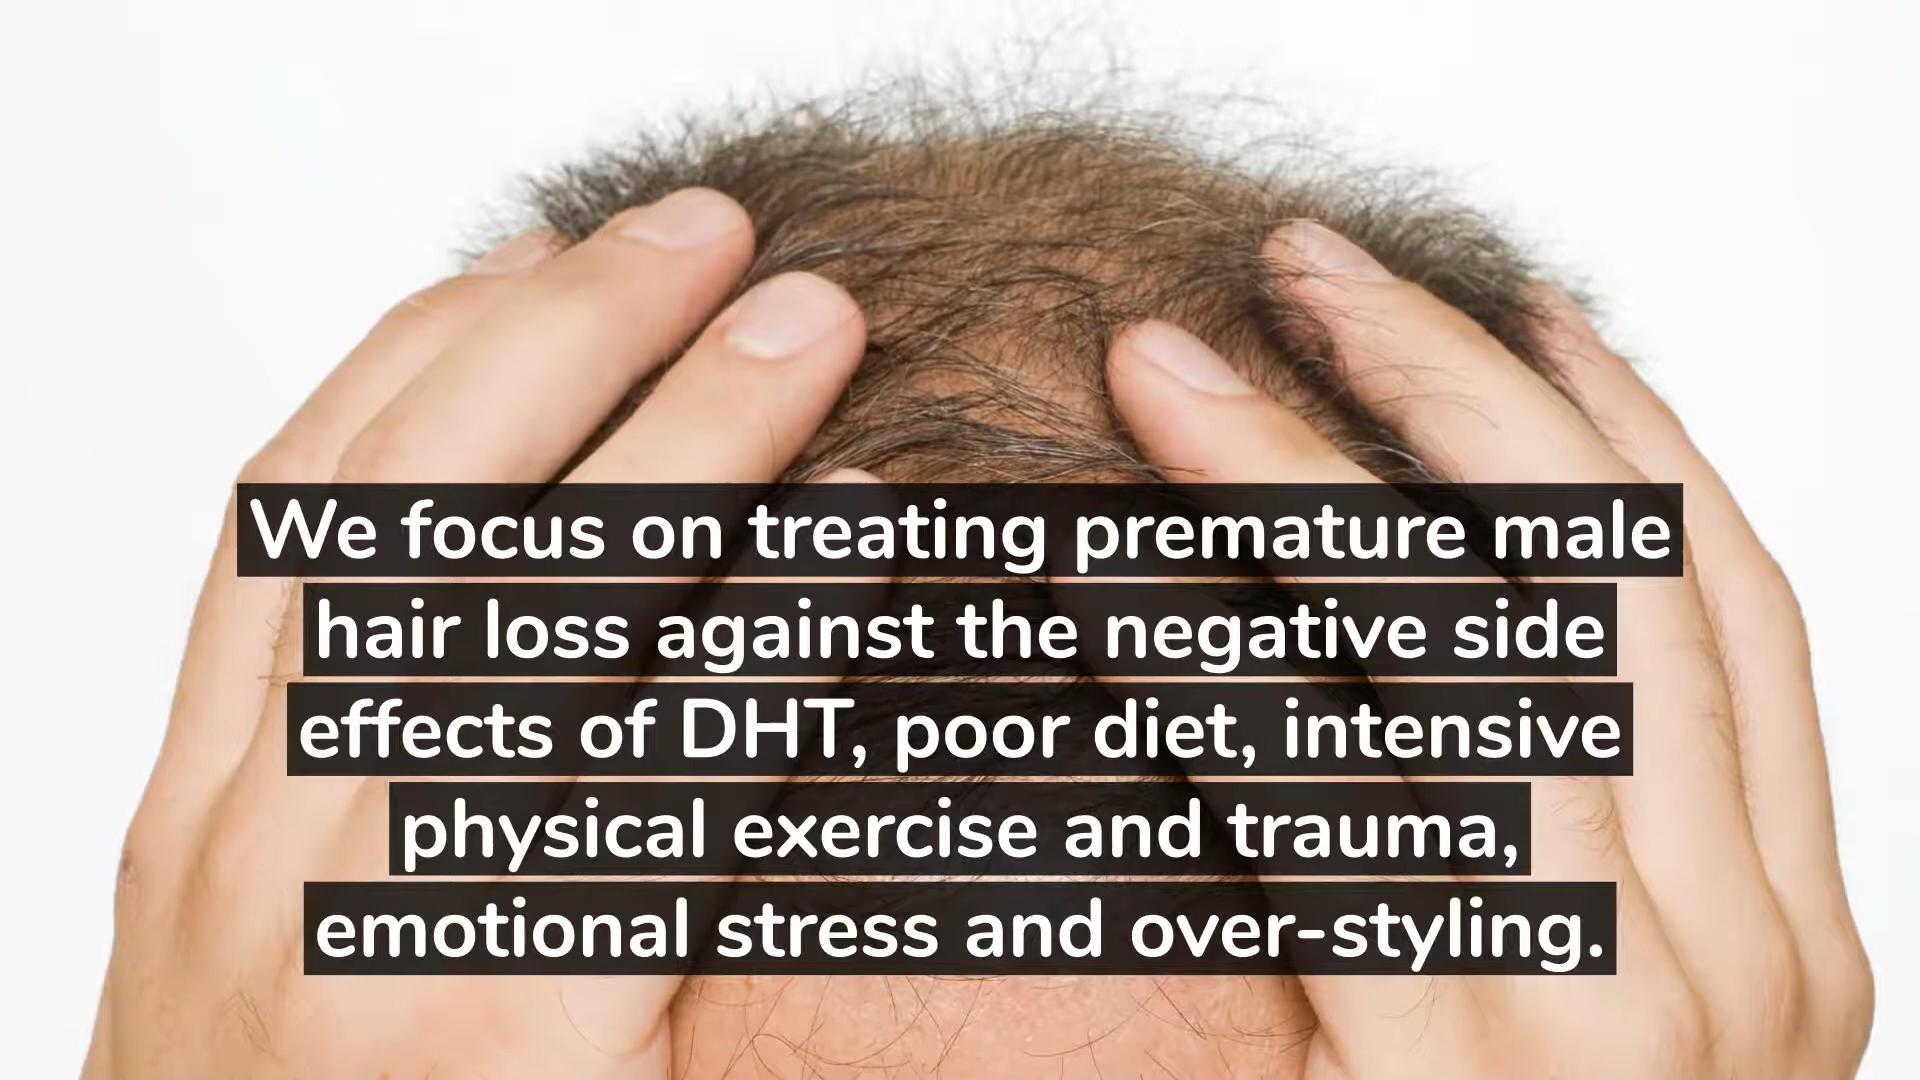 We focus on treating premature male
hair loss against the negative side
effects of DHT, poor diet, intensive
physical exercise and trauma,
emotional stress and over-styling.